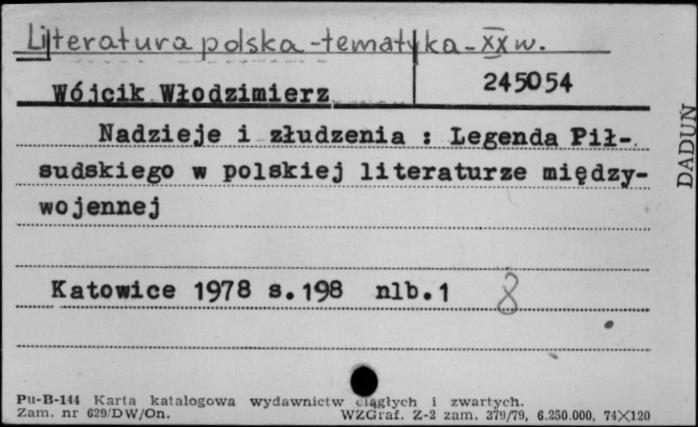 Literatura polska - tematyka - XX w.
Wójcik Włodzimierz
245054
Nadzieje i złudzenia : Legenda Pił-
sudskiego w polskiej literaturze między-
wojennej
Katowice 1978 s.198 nlb.1 8
Pu-B-144 Karta katalogowa wydawnictw ciągłych i zwartych.
Zam. nr 629/DW/On. WZGraf. Z-2 zam. 379/79, 6.250.000, 74×120
DADUN